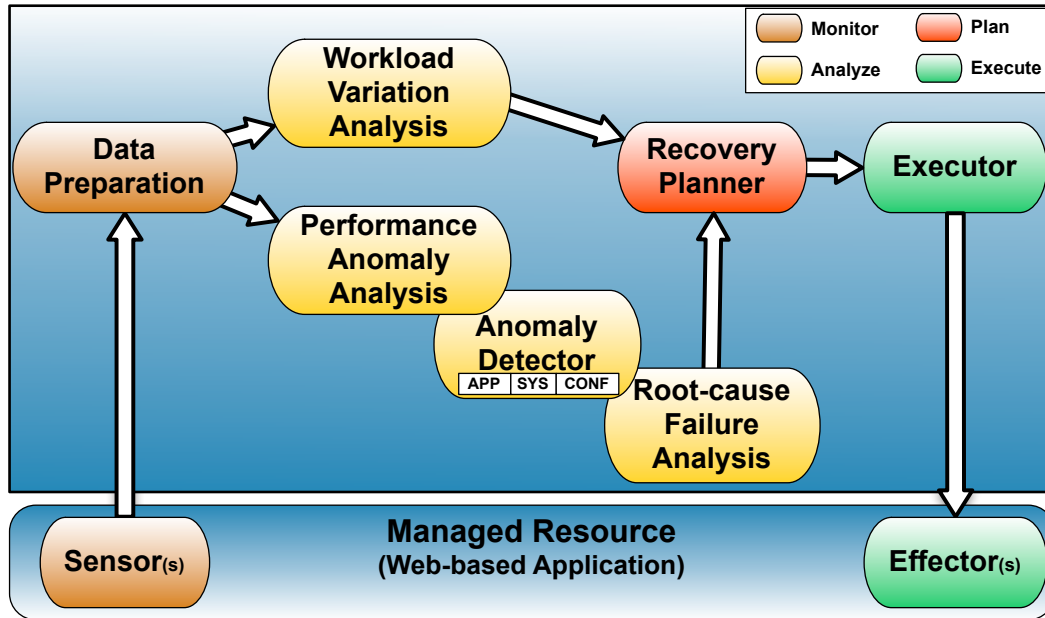 Monitor
Plan
Analyze
Execute
Workload
Variation
Analysis
Data
Preparation
Recovery
Planner
Executor
Performance
Anomaly
Analysis
Anomaly
Detector
APP SYS CONF
Root-cause
Failure
Analysis
Managed Resource
(Web-based Application)
Sensor(s)
Effector(s)